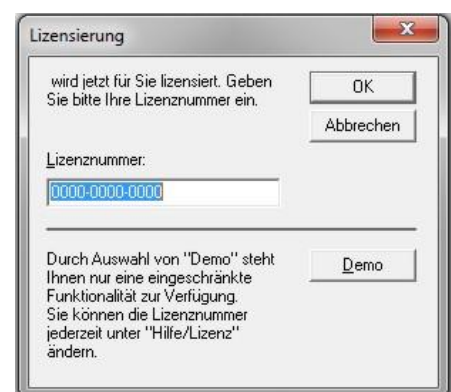 Lizensierung
wird jetzt für Sie lizensiert. Geben
Sie bitte Ihre Lizenznummer ein.
OK
Abbrechen
Lizenznummer:
0000-0000-0000
Durch Auswahl von "Demo" steht
Ihnen nur eine eingeschränkte
Funktionalität zur Verfügung.
Sie können die Lizenznummer
jederzeit unter "Hilfe/Lizenz"
ändern.
Demo